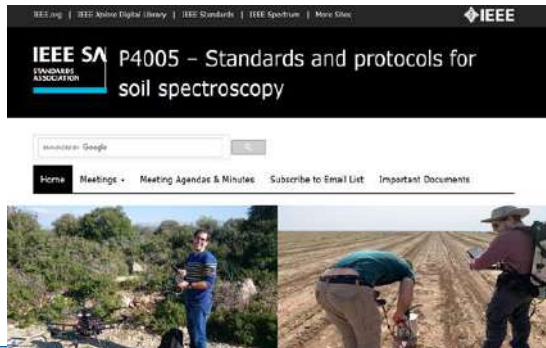 IEEE.org | IEEE Xplore Digital Library | IEEE Standards | IEEE Spectrum | More Sites
IEEE
IEEE SA
STANDARDS
ASSOCIATION
P4005 – Standards and protocols for
soil spectroscopy
Google
Home Meetings Meeting Agendas & Minutes Subscribe to Email List Important Documents